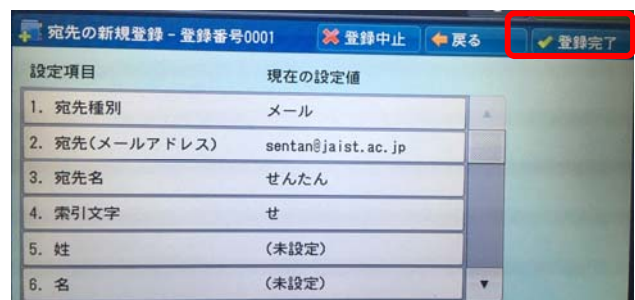 宛先の新規登録 - 登録番号0001 登録中止 戻る 登録完了
設定項目 現在の設定値
1. 宛先種別 メール
2. 宛先(メールアドレス) sentan@jaist.ac.jp
3. 宛先名 せんたん
4. 索引文字 せ
5. 姓 (未設定)
6. 名 (未設定)